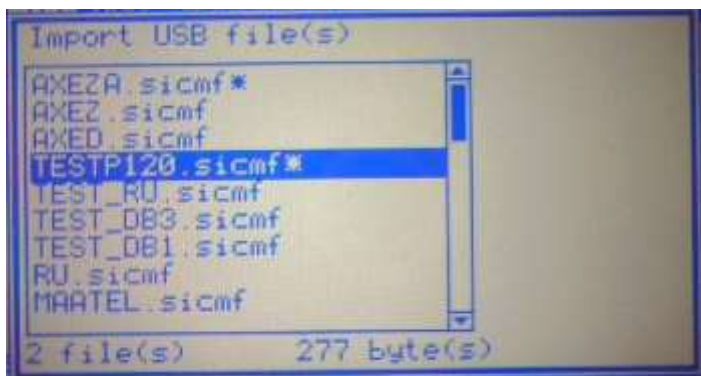 Import USB file(s)
AXEZA.sicmf*
AXEZ.sicmf
AXED.sicmf
TESTP120.sicmf*
TEST_RU.sicmf
TEST_DB3.sicmf
TEST_DB1.sicmf
RU.sicmf
MAATEL.sicmf
2 file(s) 277 byte(s)